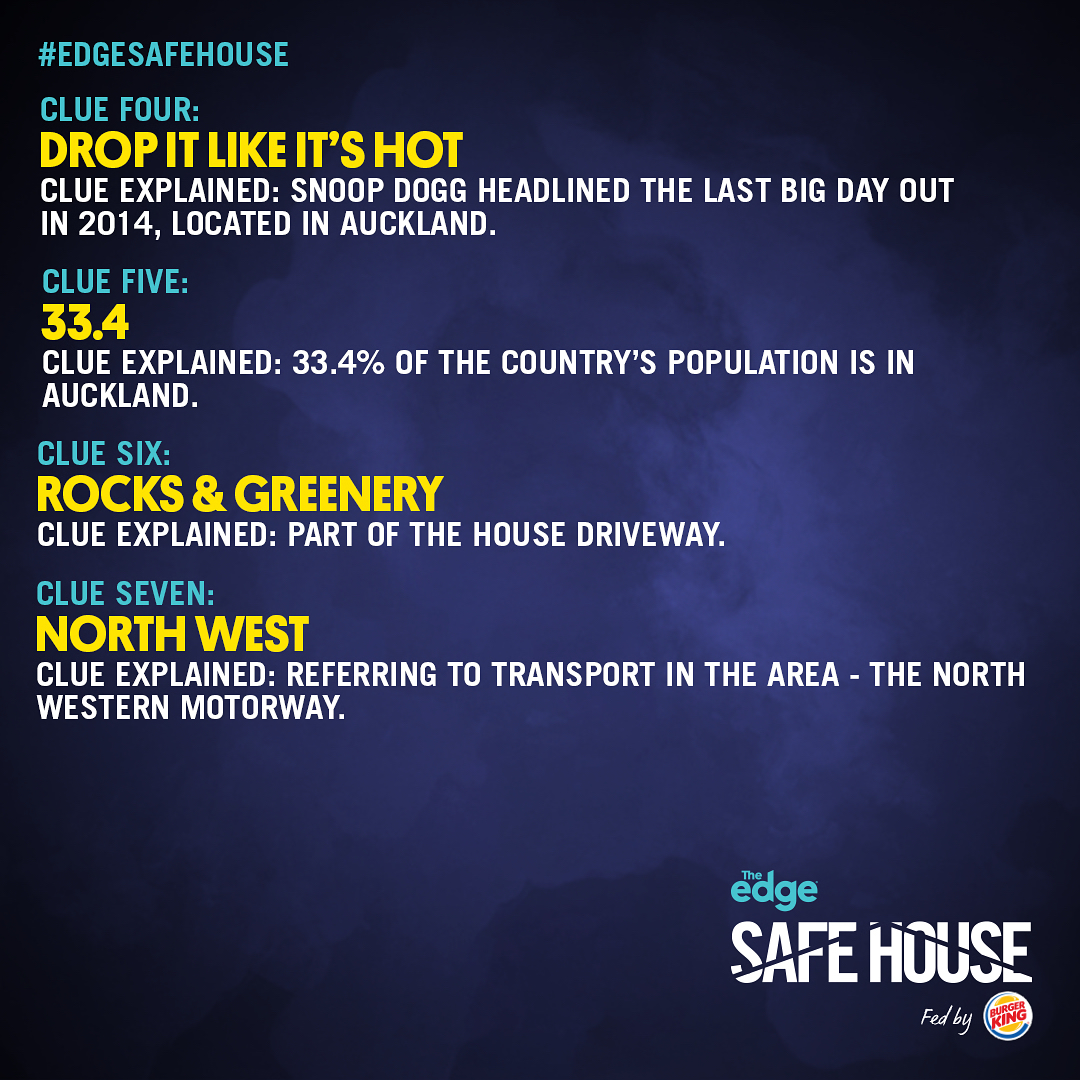 #EDGESAFEHOUSE
CLUE FOUR:
DROP IT LIKE IT'S HOT
CLUE EXPLAINED: SNOOP DOGG HEADLINED THE LAST BIG DAY OUT
IN 2014, LOCATED IN AUCKLAND.
CLUE FIVE:
33.4
CLUE EXPLAINED: 33.4% OF THE COUNTRY'S POPULATION IS IN
AUCKLAND.
CLUE SIX:
ROCKS & GREENERY
CLUE EXPLAINED: PART OF THE HOUSE DRIVEWAY.
CLUE SEVEN:
NORTH WEST
CLUE EXPLAINED: REFERRING TO TRANSPORT IN THE AREA - THE NORTH
WESTERN MOTORWAY.
The
edge
SAFE HOUSE
Fed by
BURGER
KING